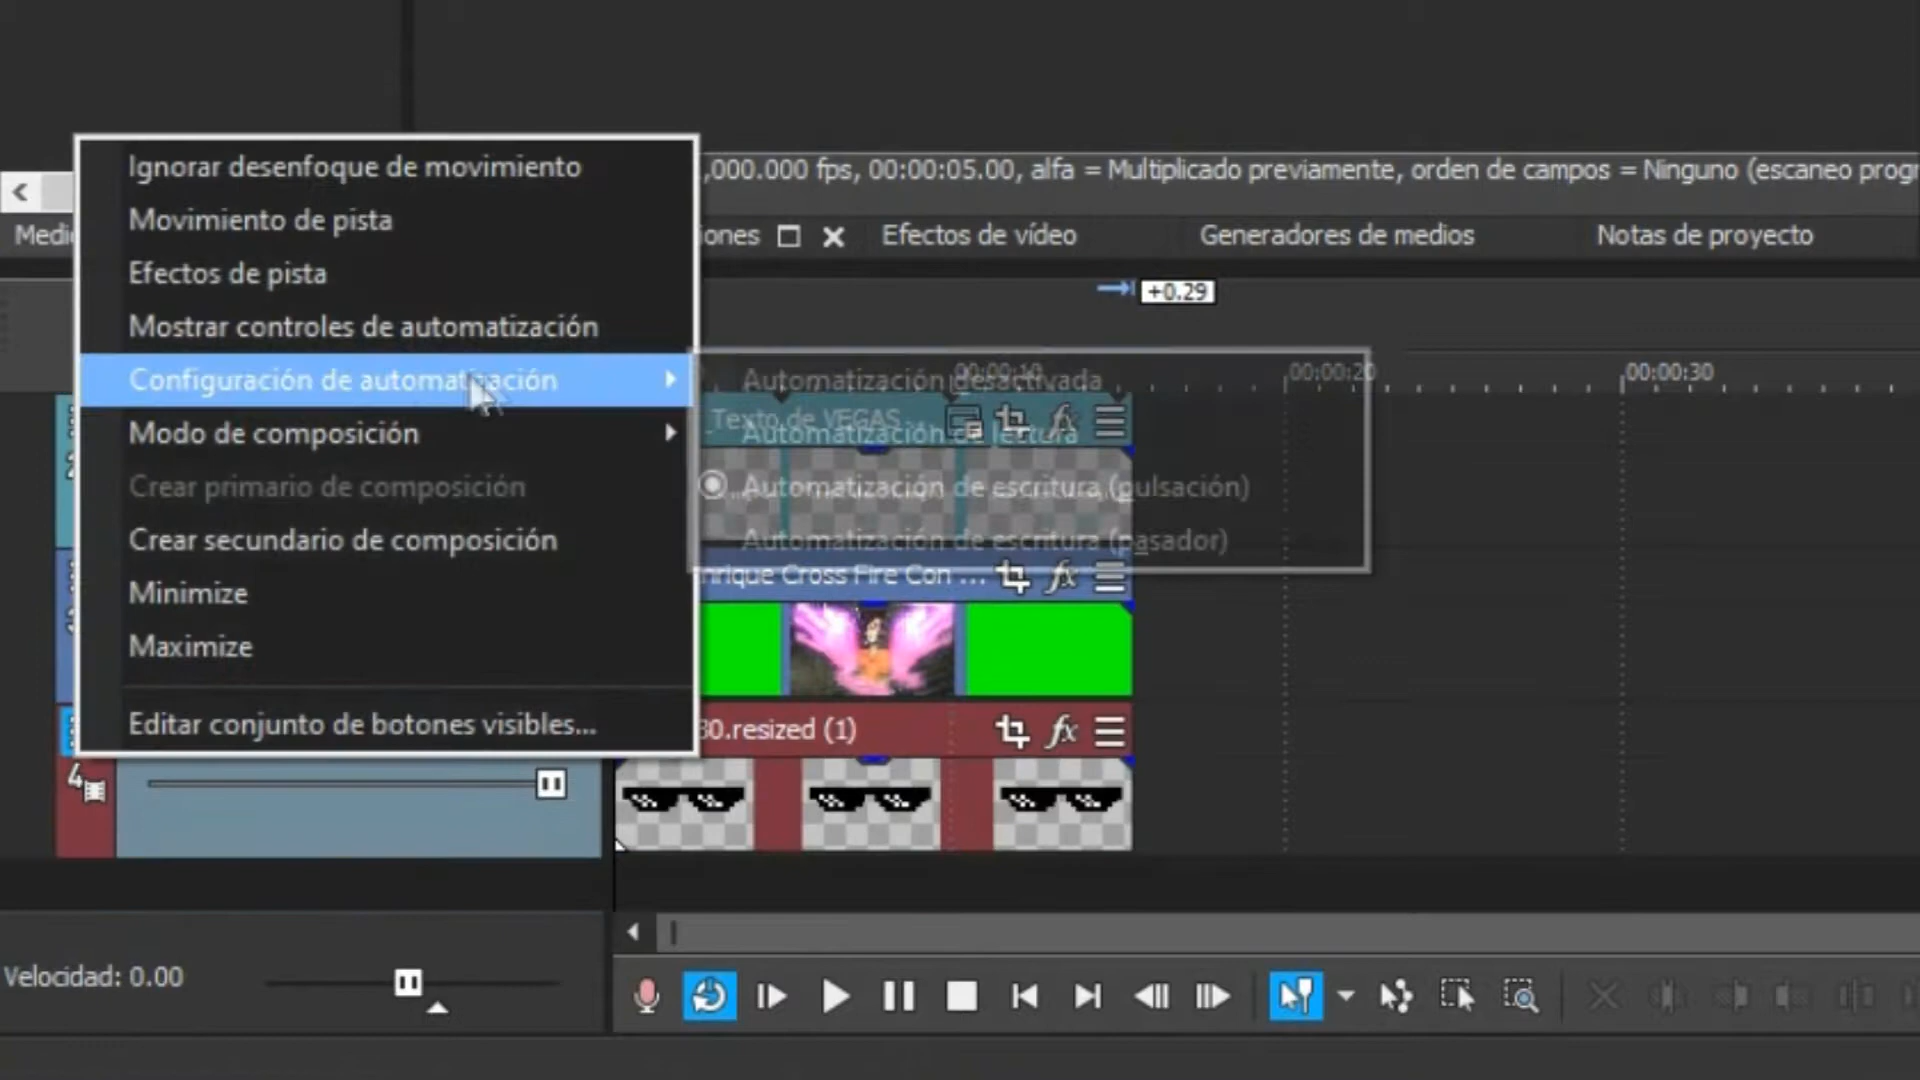 Ignorar desenfoque de movimiento
Movimiento de pista
Efectos de pista
Mostrar controles de automatización
Configuración de automatización
Modo de composición
Crear primario de composición
Crear secundario de composición
Minimize
Maximize
Editar conjunto de botones visibles...
,000.000 fps, 00:00:05.00, alfa = Multiplicado previamente, orden de campos = Ninguno (escaneo progr
Medi
iones
Efectos de vídeo
Generadores de medios
Notas de proyecto
+0.29
00:00:10
00:00:20
00:00:30
Automatización desactivada
Texto de VEGAS...
Automatización de lectura
Automatización de escritura (pulsación)
Automatización de escritura (pasador)
nrique Cross Fire Con ...
fx
30.resized (1)
fx
4
Velocidad: 0.00